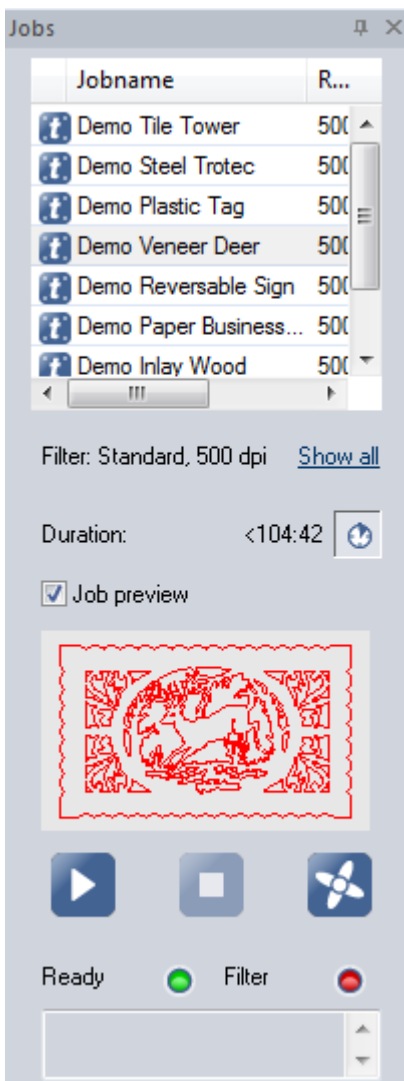 Jobs
Jobname R...
t Demo Tile Tower 500
t Demo Steel Trotec 500
t Demo Plastic Tag 500
t Demo Veneer Deer 500
t Demo Reversable Sign 500
t Demo Paper Business... 500
t Demo Inlay Wood 500
Filter: Standard, 500 dpi Show all
Duration: <104:42
Job preview
Ready Filter